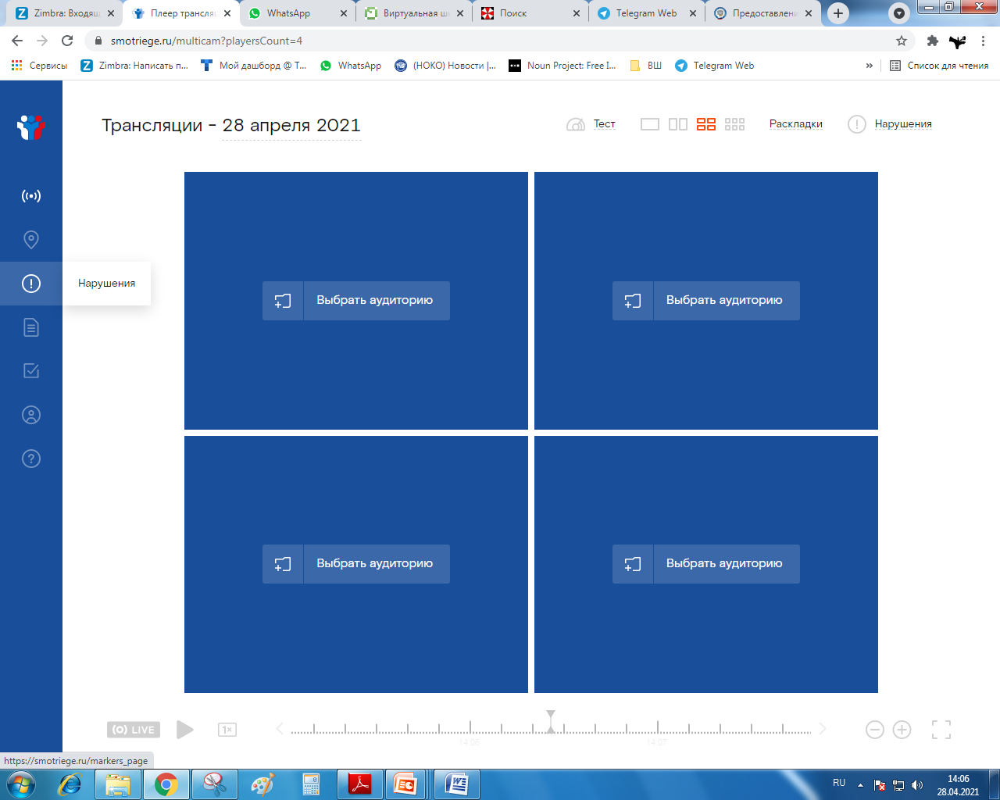 Zimbra: Входящ
Плеер трансляц
WhatsApp
Виртуальная шк
Поиск
Telegram Web
Предоставлени
smotriege.ru/multicam?playersCount=4
Сервисы
Zimbra: Написать п...
Мой дашборд @ T...
WhatsApp
(НОКО) Новости |...
Noun Project: Free I...
ВШ
Telegram Web
»
Список для чтения
Трансляции - 28 апреля 2021
Тест
Раскладки
Нарушения
Нарушения
Выбрать аудиторию
Выбрать аудиторию
Выбрать аудиторию
Выбрать аудиторию
LIVE
1×
14:06
14:07
https://smotriege.ru/markers_page
RU
14:06
28.04.2021